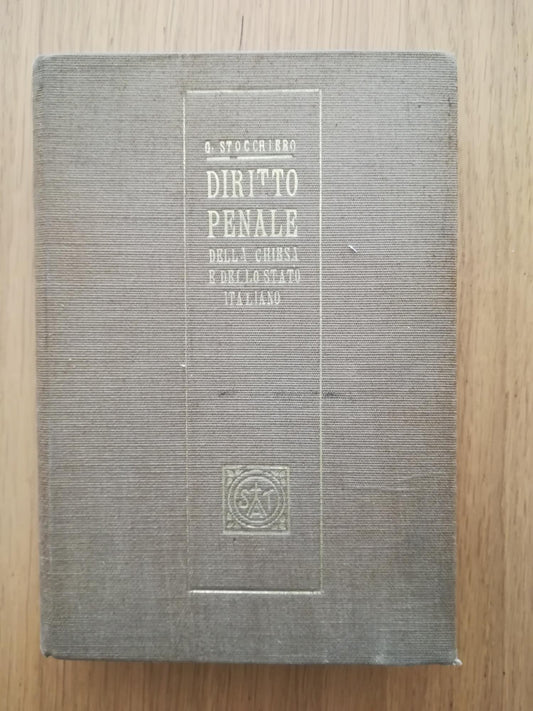 G. STOCCHIERO
DIRITTO
PENALE
DELLA CHIESA
E DELLO STATO
ITALIANO
SAT